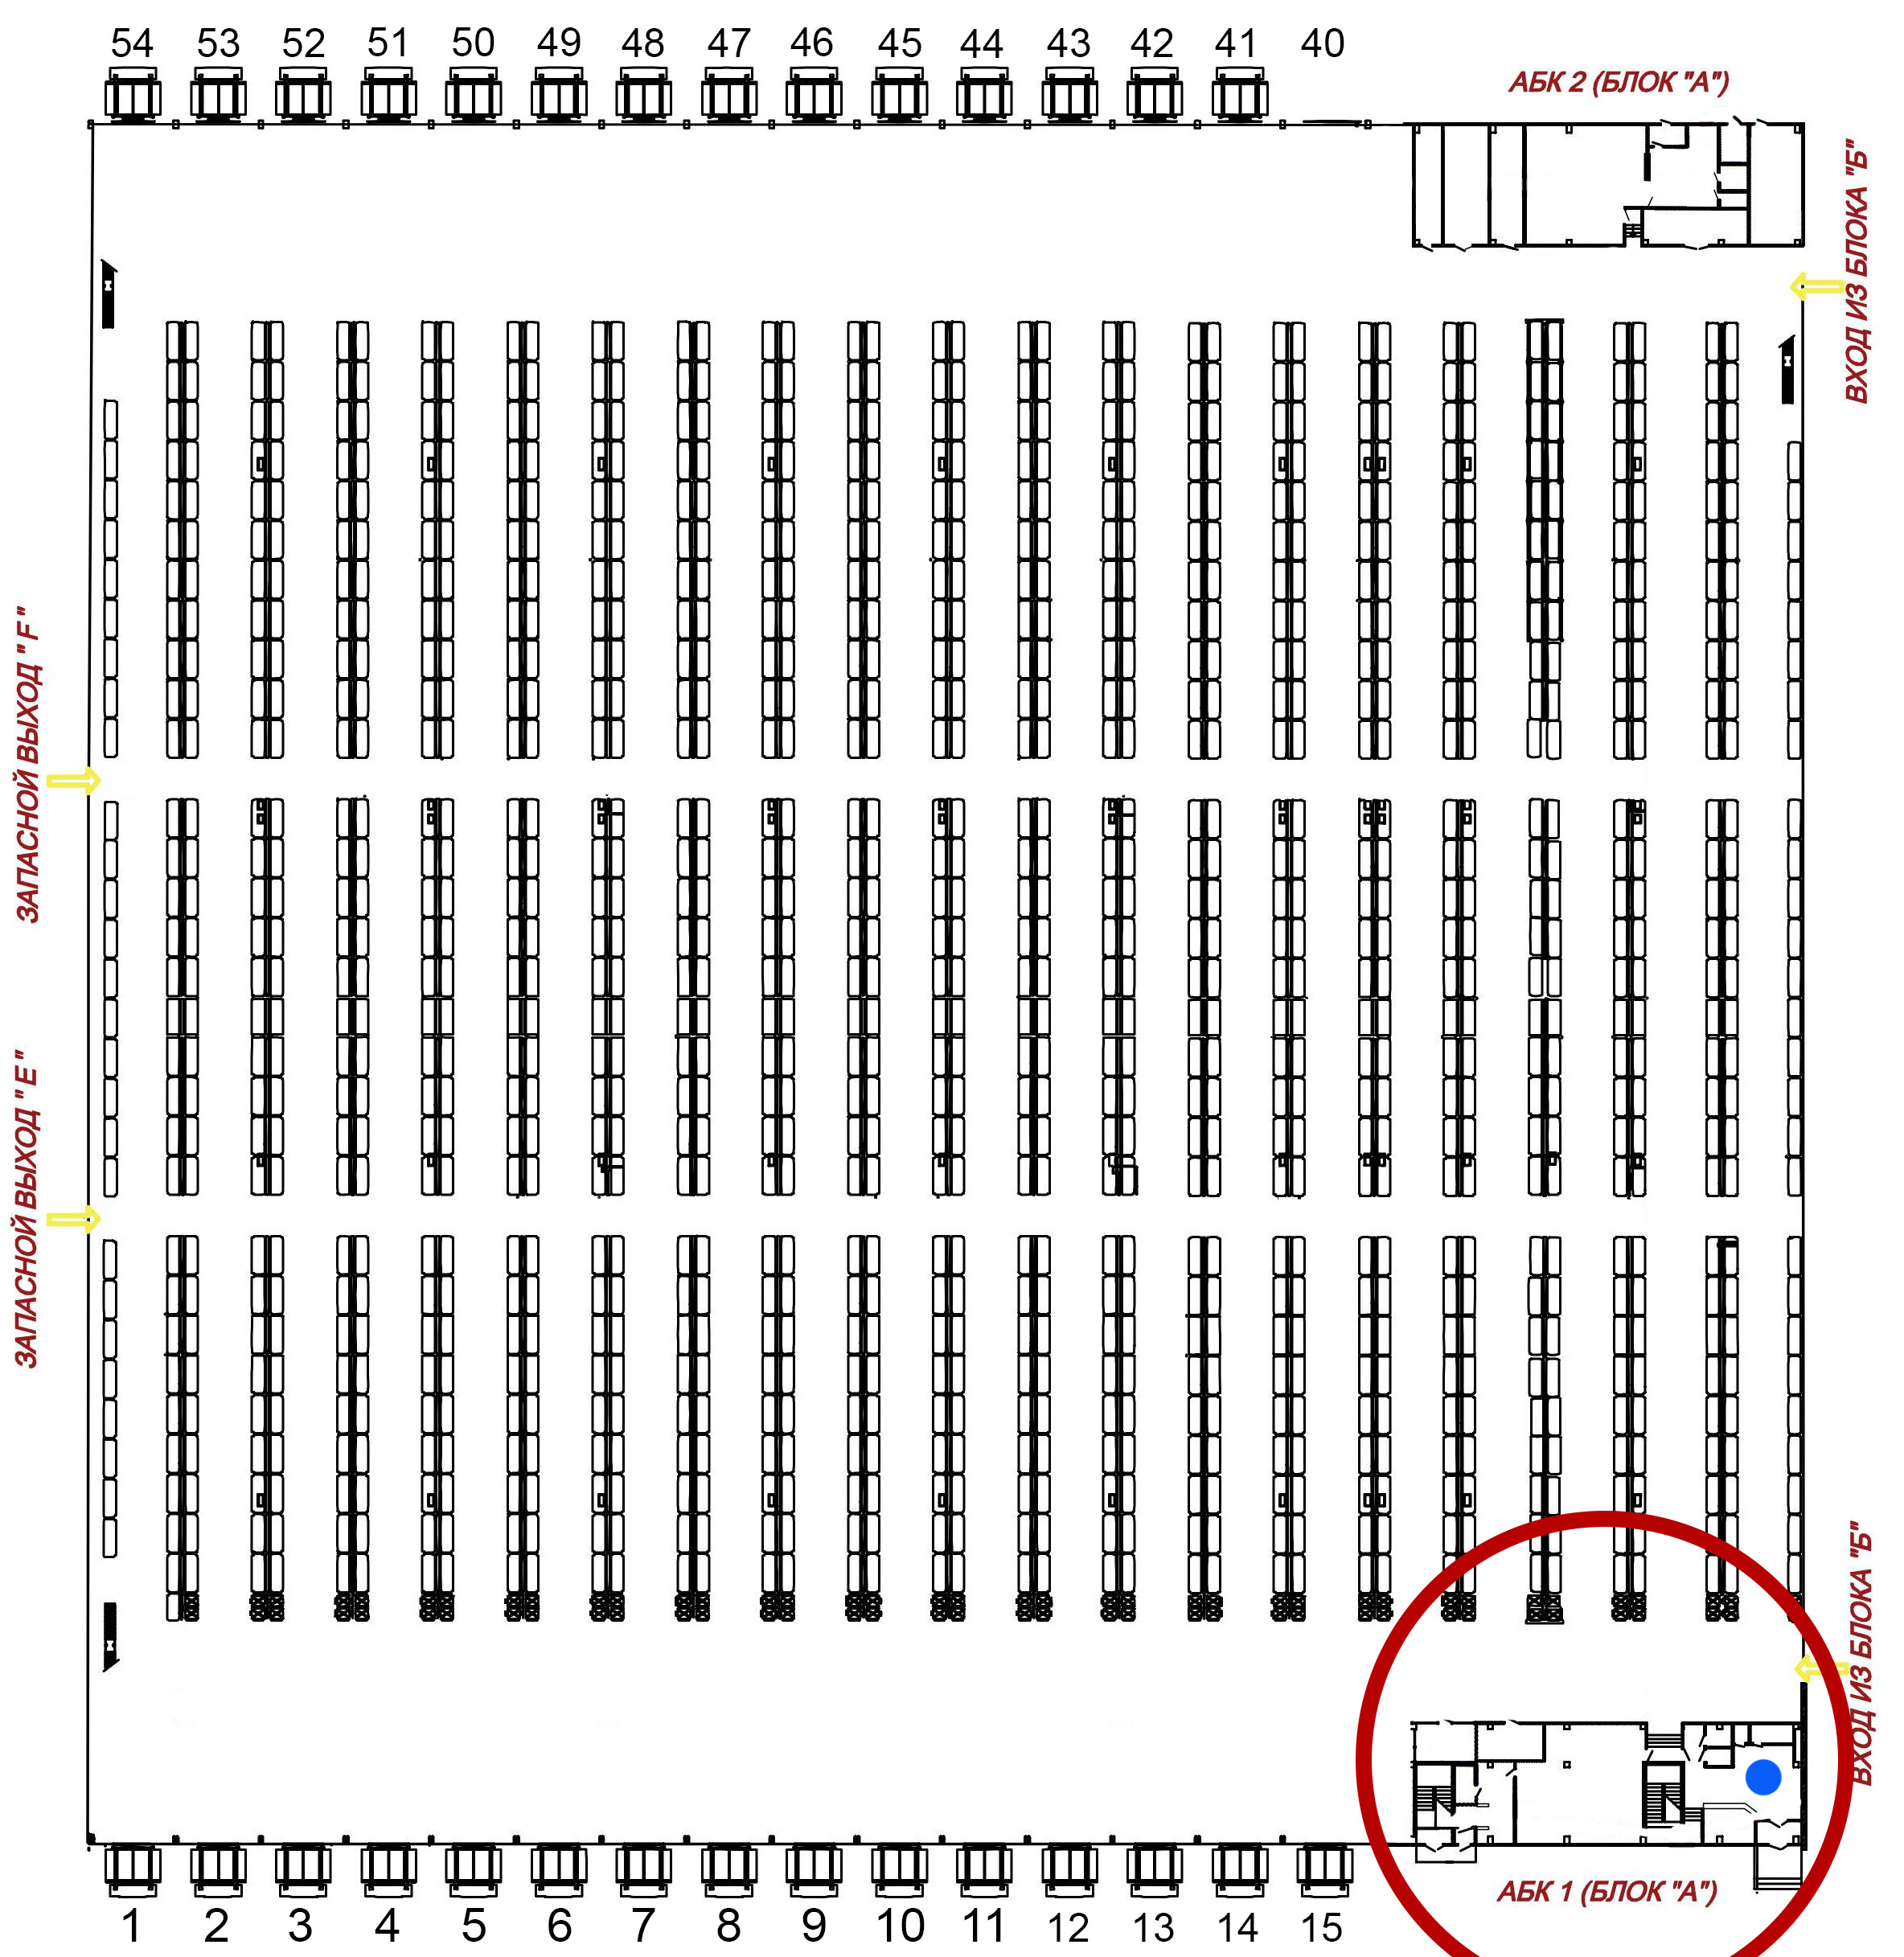 54 53 52 51 50 49 48 47 46 45 44 43 42 41 40
АБК 2 (БЛОК "А")
ВХОД ИЗ БЛОКА "Б"
ЗАПАСНОЙ ВЫХОД " F "
ЗАПАСНОЙ ВЫХОД " Е "
ВХОД ИЗ БЛОКА "Б"
АБК 1 (БЛОК "А")
1 2 3 4 5 6 7 8 9 10 11 12 13 14 15